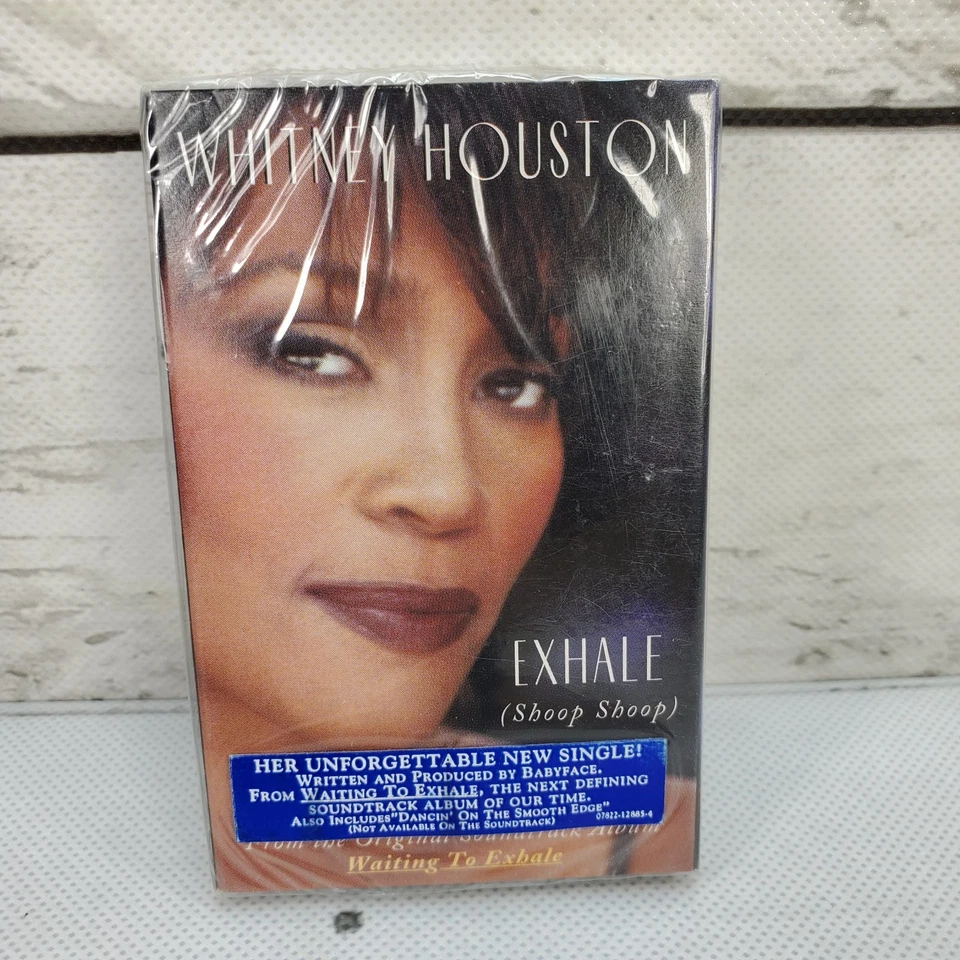 WHITNEY HOUSTON
EXHALE
(Shoop Shoop)
HER UNFORGETTABLE NEW SINGLE!
WRITTEN AND PRODUCED BY BABYFACE.
FROM WAITING TO EXHALE, THE NEXT DEFINING
SOUNDTRACK ALBUM OF OUR TIME.
ALSO INCLUDES "DANCIN' ON THE SMOOTH EDGE"
(NOT AVAILABLE ON THE SOUNDTRACK) 07822-12885-4
From the Original Soundtrack Album
Waiting To Exhale